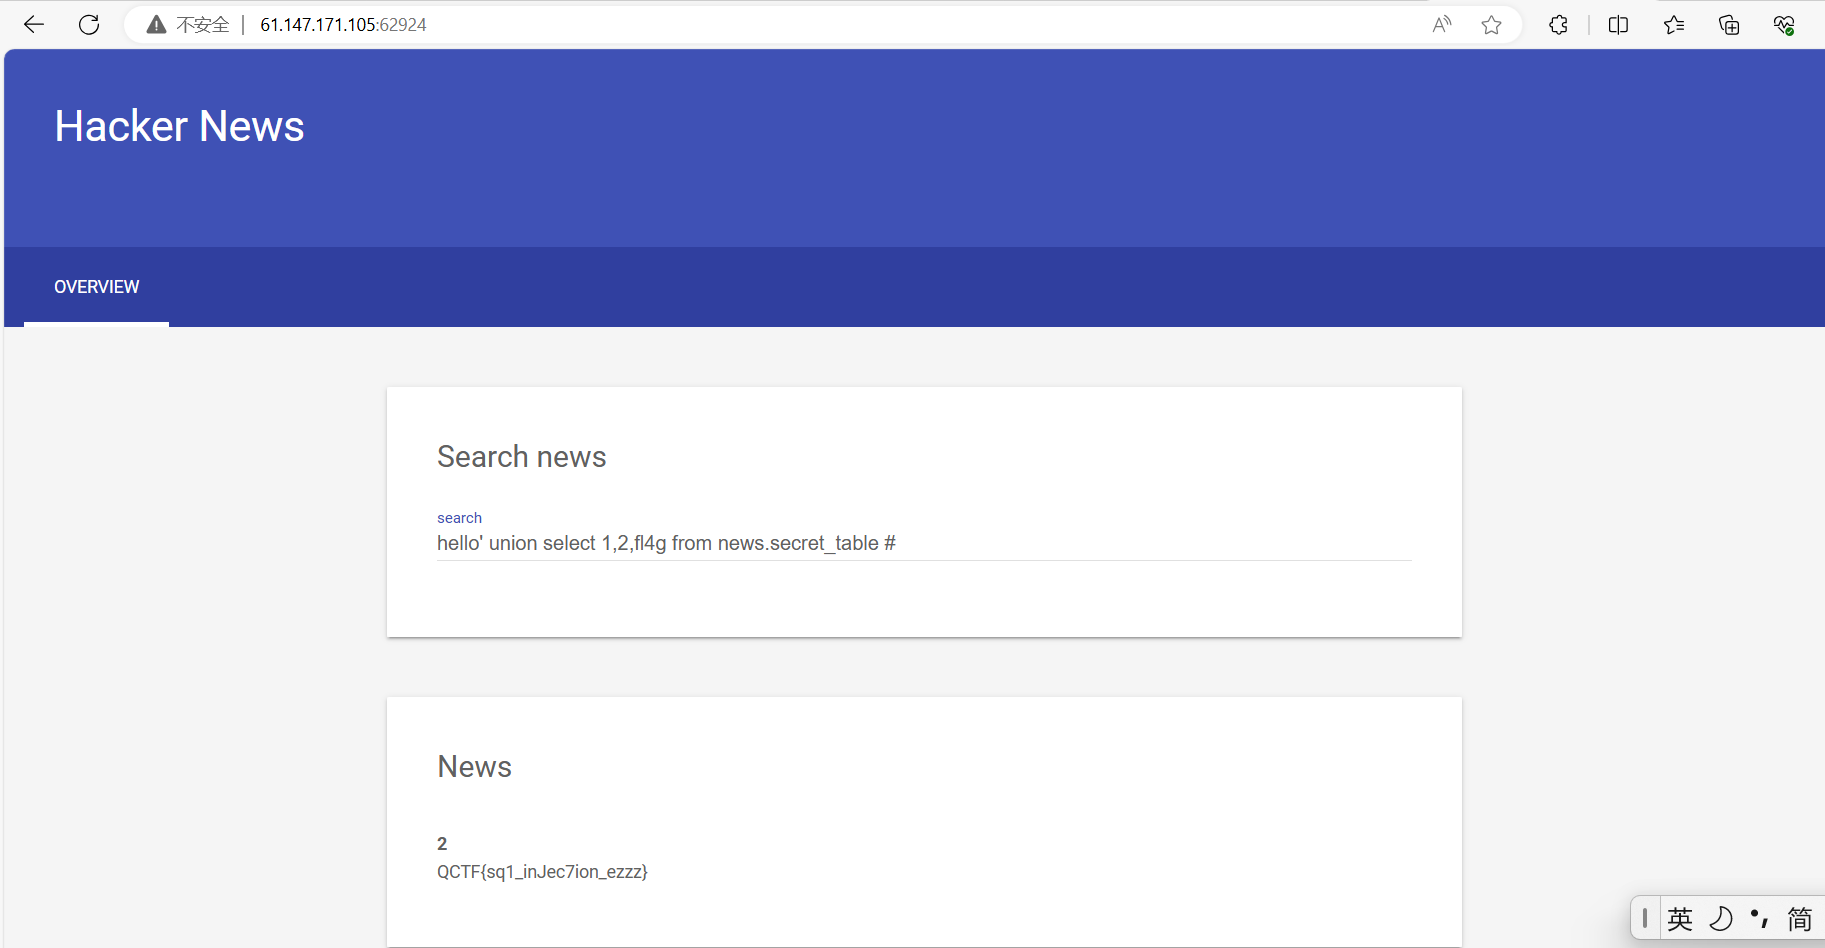 不安全 | 61.147.171.105:62924
Hacker News
OVERVIEW
Search news
search
hello' union select 1,2,fl4g from news.secret_table #
News
2
QCTF{sq1_inJec7ion_ezzz}
英 简